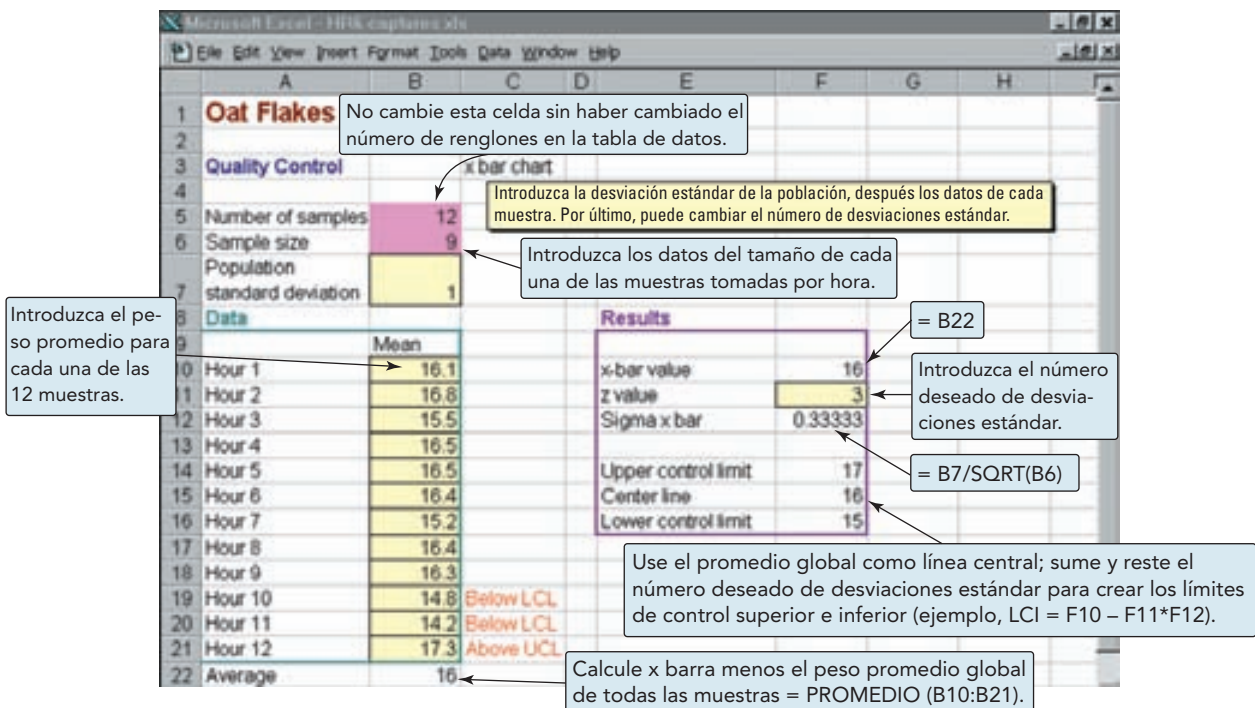 Microsoft Excel - HR6 captures.xls
File Edit View Insert Format Tools Data Window Help
A B C D E F G H
1 Oat Flakes
No cambie esta celda sin haber cambiado el
número de renglones en la tabla de datos.
2
3 Quality Control x bar chart
4
Introduzca la desviación estándar de la población, después los datos de cada
muestra. Por último, puede cambiar el número de desviaciones estándar.
5 Number of samples 12
6 Sample size 9
Introduzca los datos del tamaño de cada
una de las muestras tomadas por hora.
Population
7 standard deviation 1
Introduzca el pe-
so promedio para
cada una de las
12 muestras.
8 Data Results
= B22
9 Mean
10 Hour 1 16.1 x-bar value 16
11 Hour 2 16.8 z value 3
Introduzca el número
deseado de desvia-
ciones estándar.
12 Hour 3 15.5 Sigma x bar 0.33333
13 Hour 4 16.5
14 Hour 5 16.5 Upper control limit 17
= B7/SQRT(B6)
15 Hour 6 16.4 Center line 16
16 Hour 7 15.2 Lower control limit 15
17 Hour 8 16.4
Use el promedio global como línea central; sume y reste el
número deseado de desviaciones estándar para crear los límites
de control superior e inferior (ejemplo, LCI = F10 – F11*F12).
18 Hour 9 16.3
19 Hour 10 14.8 Below LCL
20 Hour 11 14.2 Below LCL
21 Hour 12 17.3 Above UCL
22 Average 16
Calcule x barra menos el peso promedio global
de todas las muestras = PROMEDIO (B10:B21).